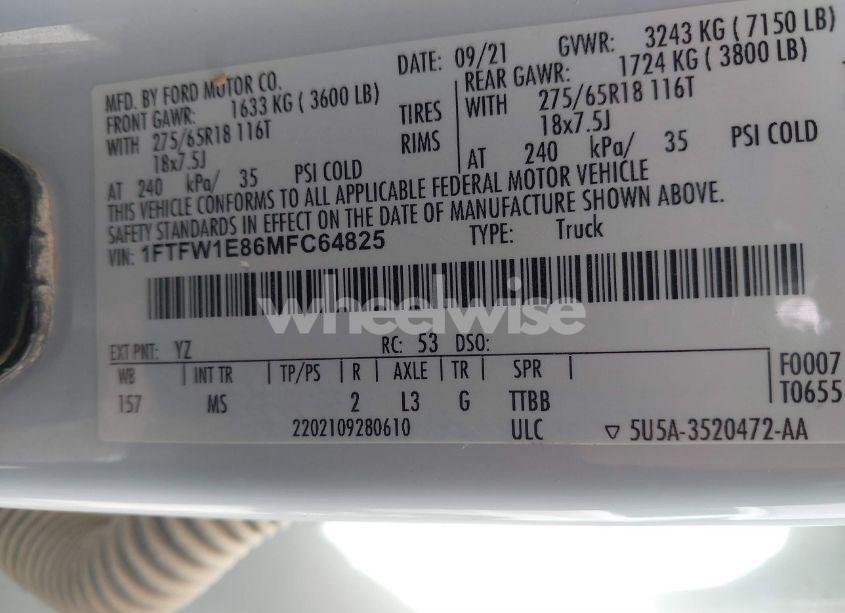 MFD. BY FORD MOTOR CO.
DATE: 09/21
GVWR: 3243 KG ( 7150 LB)
FRONT GAWR: 1633 KG ( 3600 LB)
REAR GAWR: 1724 KG ( 3800 LB)
WITH 275/65R18 116T TIRES WITH 275/65R18 116T
18x7.5J RIMS 18x7.5J
AT 240 kPa/ 35 PSI COLD AT 240 kPa/ 35 PSI COLD
THIS VEHICLE CONFORMS TO ALL APPLICABLE FEDERAL MOTOR VEHICLE
SAFETY STANDARDS IN EFFECT ON THE DATE OF MANUFACTURE SHOWN ABOVE.
VIN: 1FTFW1E86MFC64825 TYPE: Truck
wheelwise
EXT PNT: YZ RC: 53 DSO:
WB INT TR TP/PS R AXLE TR SPR F0007
157 MS 2 L3 G TTBB T0655
2202109280610 ULC ▽ 5U5A-3520472-AA